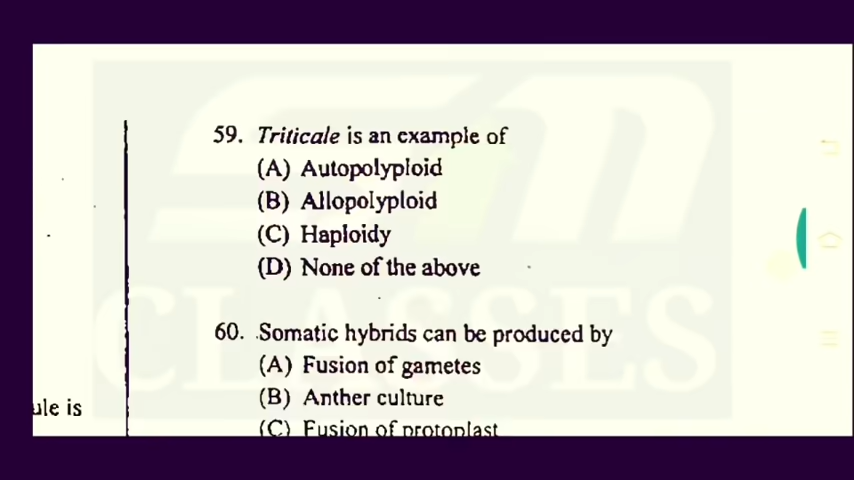 59. Triticale is an example of
(A) Autopolyploid
(B) Allopolyploid
(C) Haploidy
(D) None of the above
60. Somatic hybrids can be produced by
(A) Fusion of gametes
(B) Anther culture
(C) Fusion of protoplast
ule is
CLASSES